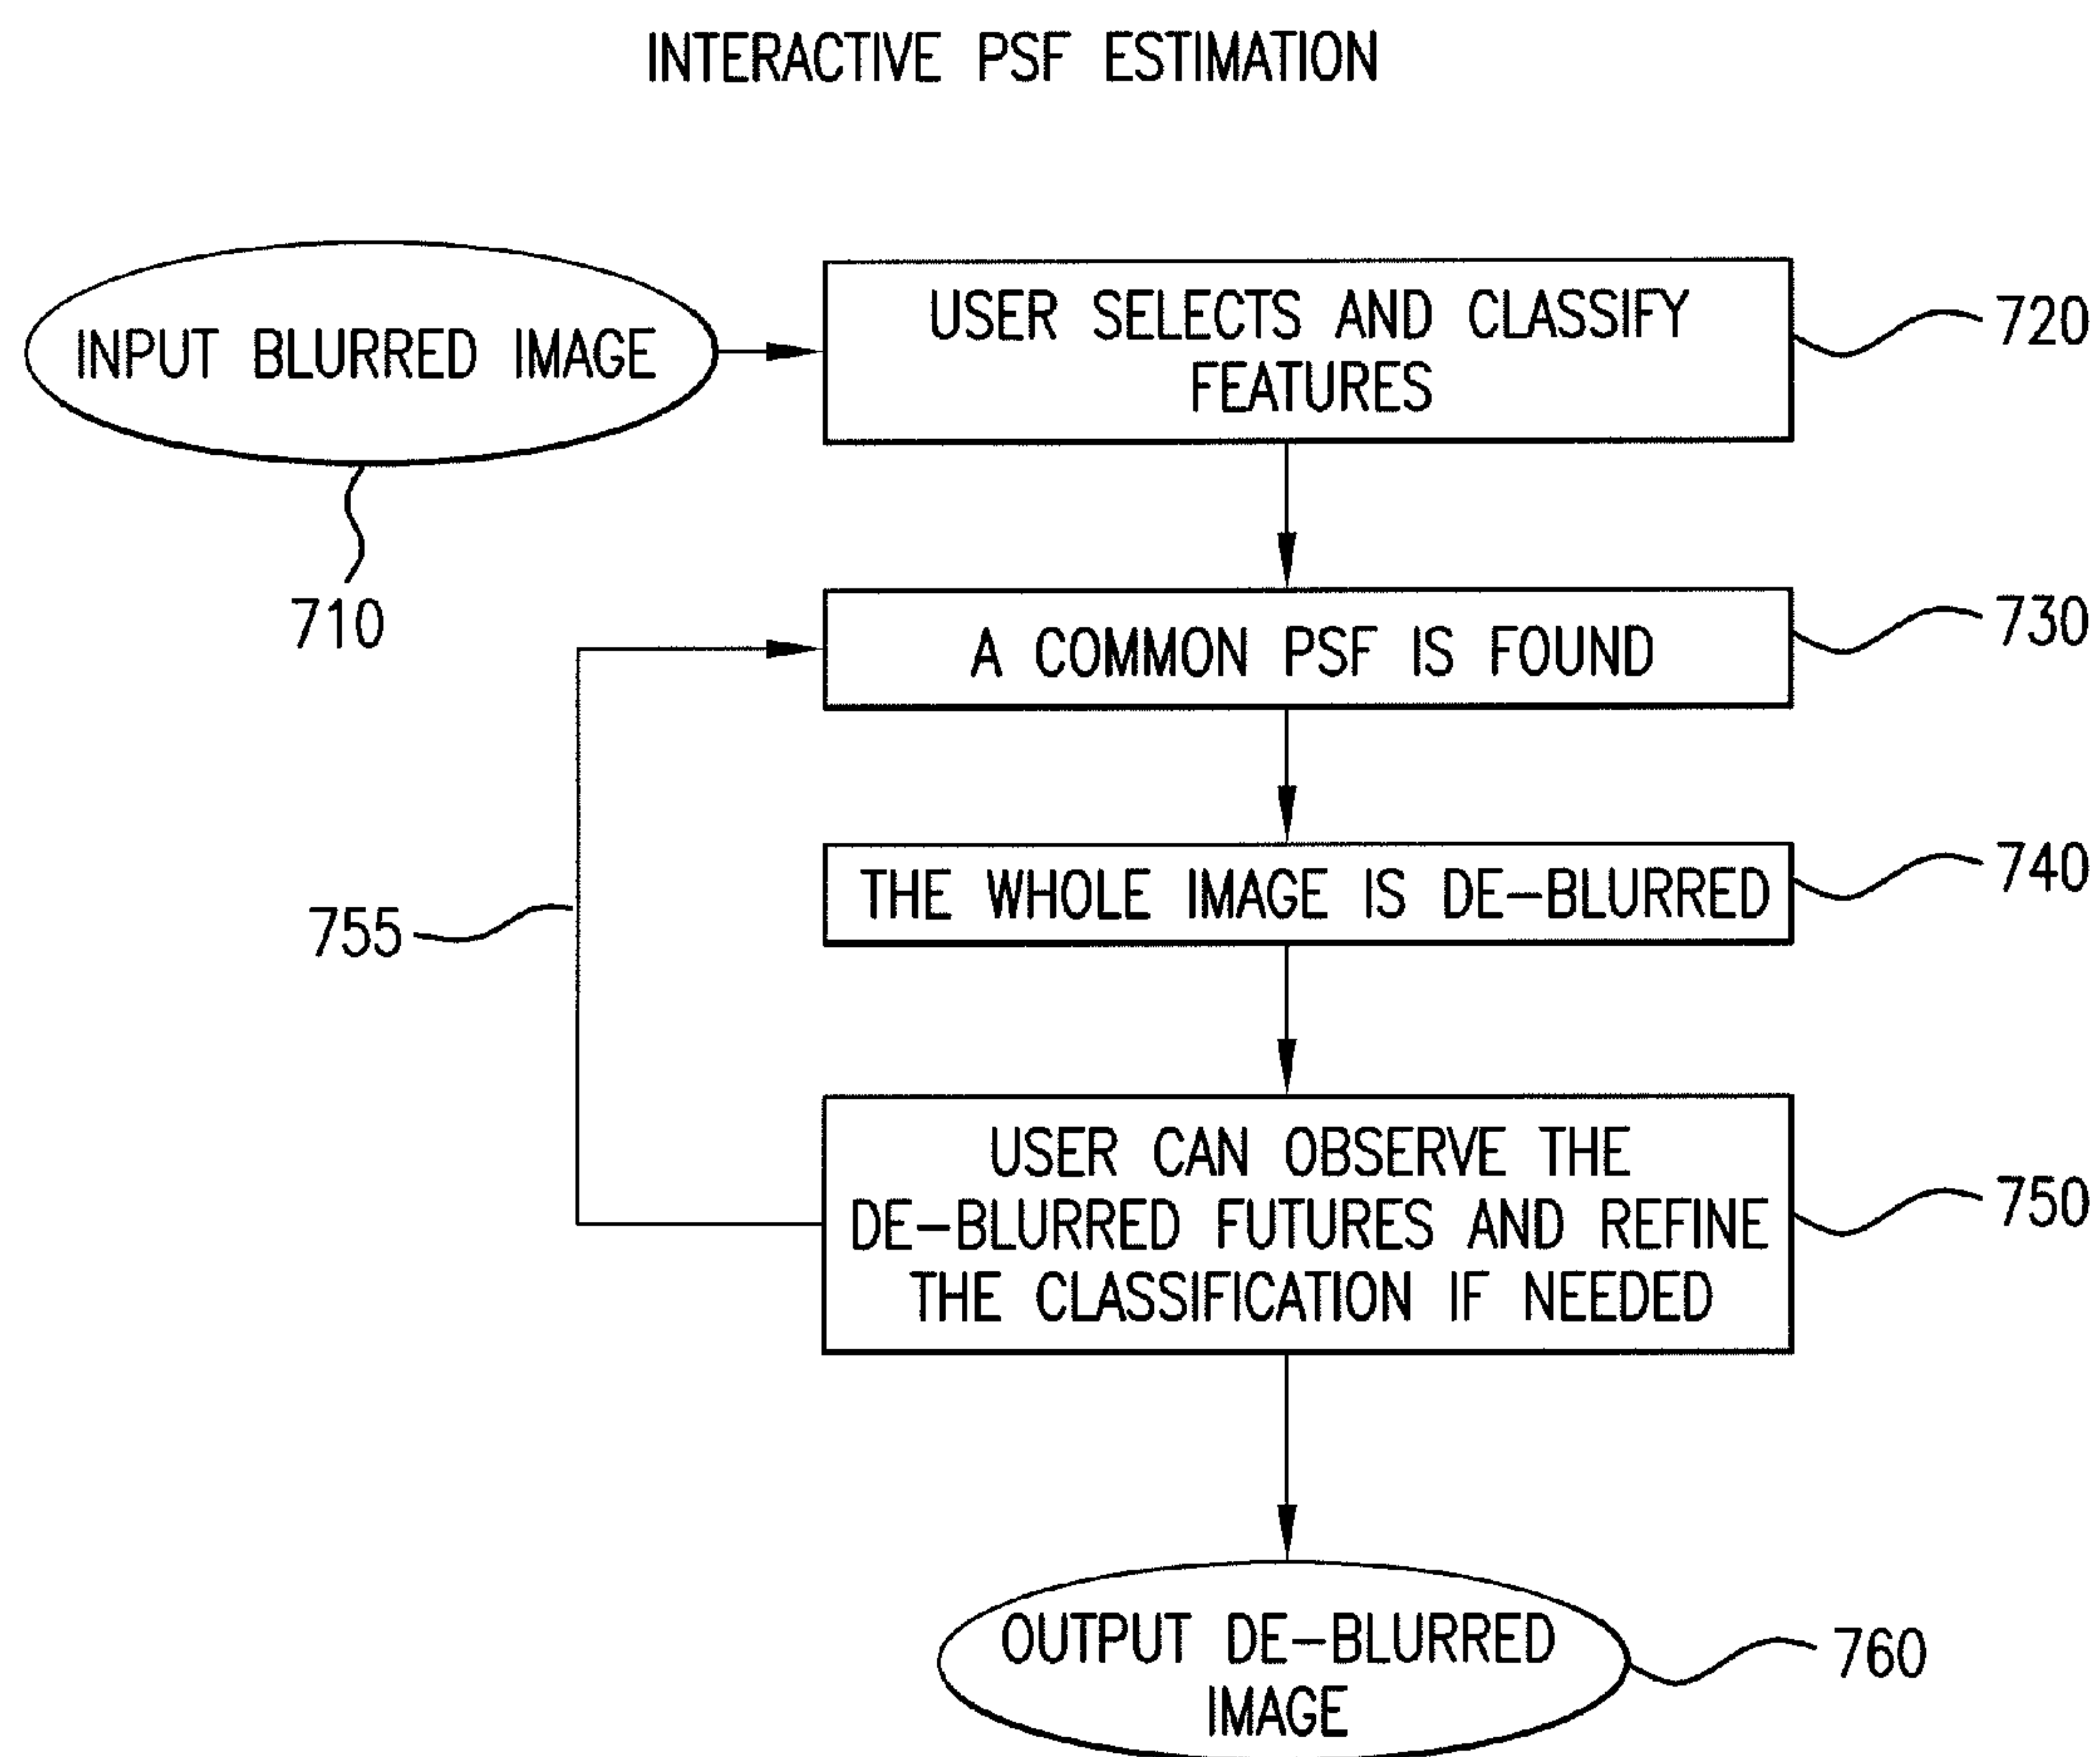 INTERACTIVE PSF ESTIMATION
INPUT BLURRED IMAGE
710
USER SELECTS AND CLASSIFY
FEATURES
720
A COMMON PSF IS FOUND
730
THE WHOLE IMAGE IS DE-BLURRED
740
755
USER CAN OBSERVE THE
DE-BLURRED FUTURES AND REFINE
THE CLASSIFICATION IF NEEDED
750
OUTPUT DE-BLURRED
IMAGE
760